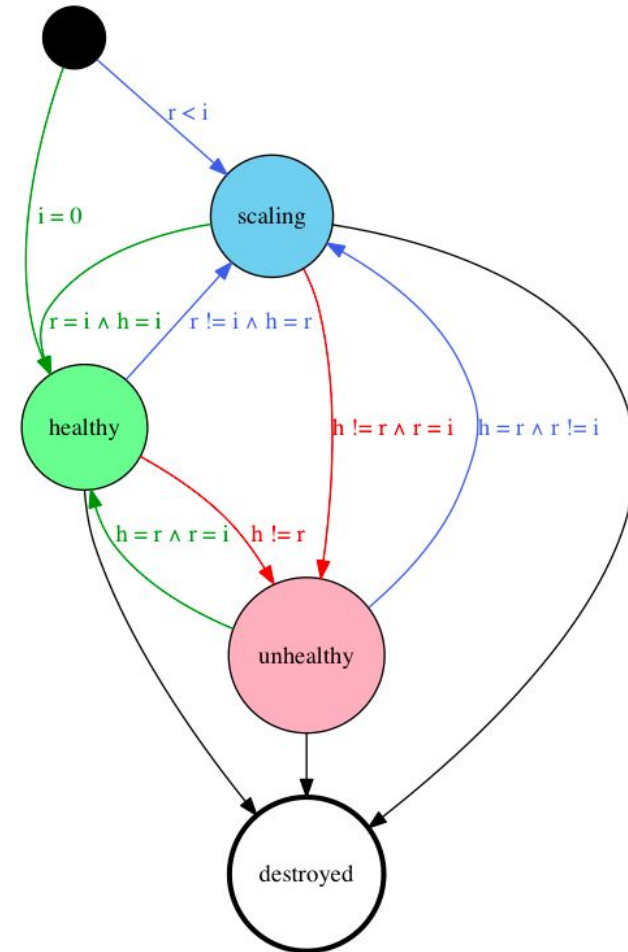 r < i
scaling
i = 0
r = i ∧ h = i
r != i ∧ h = r
healthy
h != r ∧ r = i
h = r ∧ r != i
h = r ∧ r = i
h != r
unhealthy
destroyed